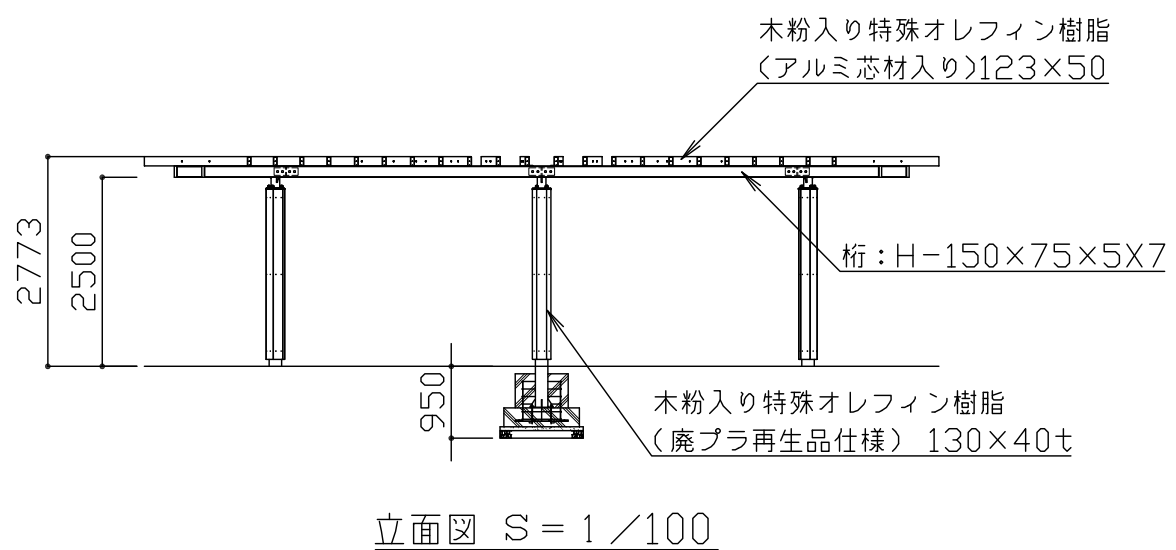 木粉入り特殊オレフィン樹脂
(アルミ芯材入り)123×50
2773
2500
桁:H-150×75×5X7
950
木粉入り特殊オレフィン樹脂
(廃プラ再生品仕様) 130×40t
立面図 S=1/100